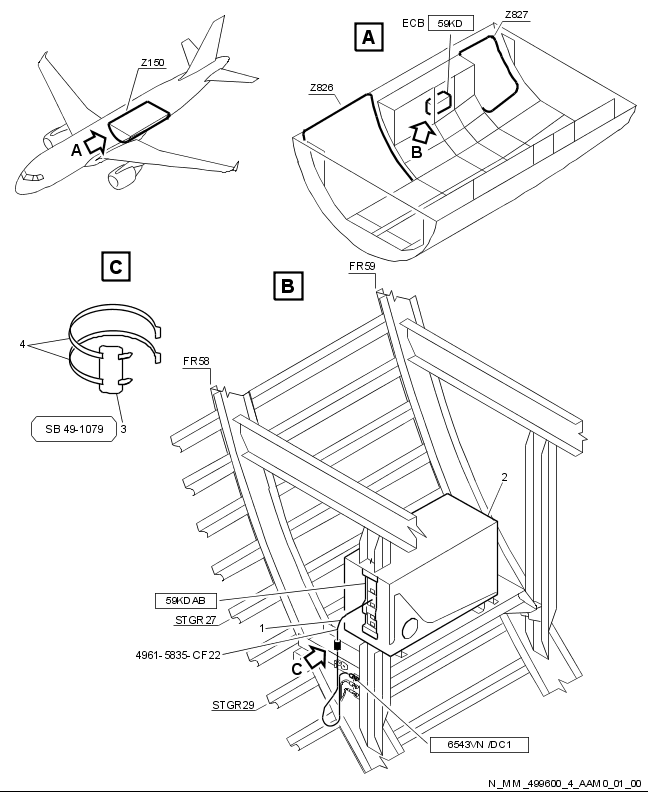 A
ECB 59KD
Z827
Z150
Z826
A
B
C
B
FR59
4
FR58
SB 49-1079
3
2
59KDAB
STGR27
1
4961-5835-CF22
C
STGR29
6543VN /DC1
N_MM_499600_4_AAM0_01_00